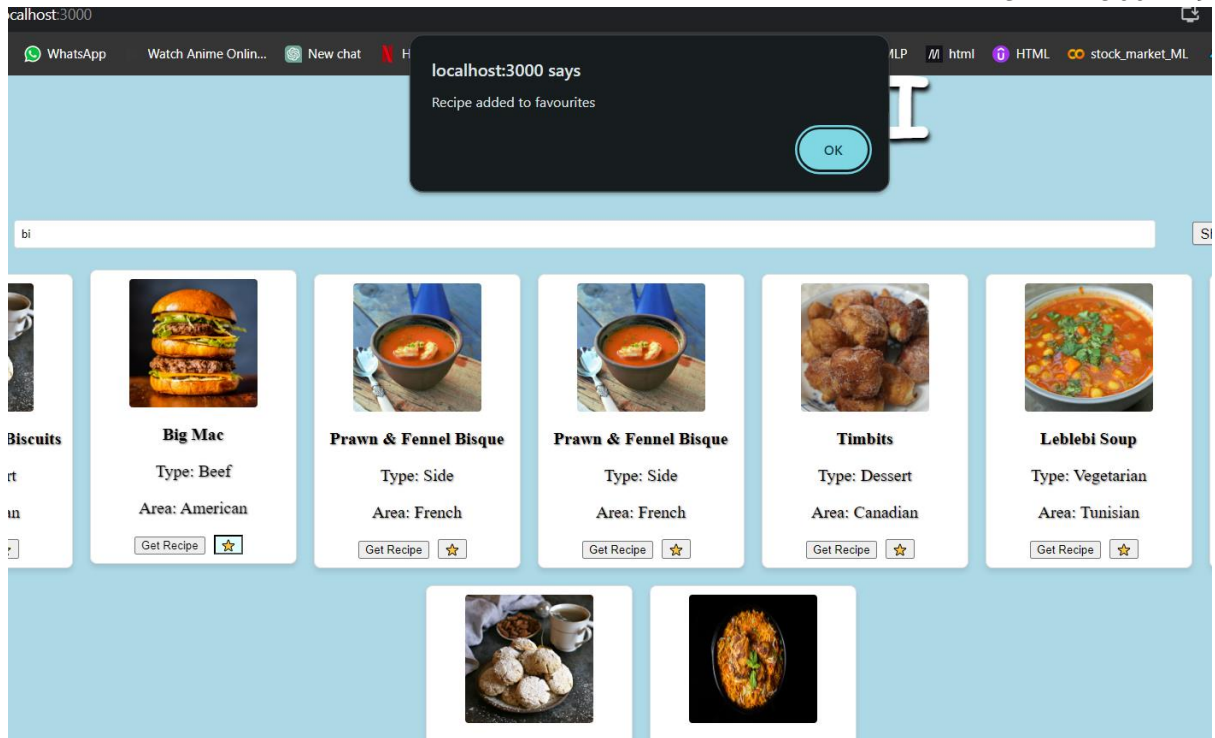 localhost:3000
WhatsApp
Watch Anime Onlin...
New chat
H
MLP
html
HTML
stock_market_ML
localhost:3000 says
Recipe added to favourites
OK
I
bi
Biscuits
Big Mac
Type: Beef
Area: American
Get Recipe
Prawn & Fennel Bisque
Type: Side
Area: French
Get Recipe
Prawn & Fennel Bisque
Type: Side
Area: French
Get Recipe
Timbits
Type: Dessert
Area: Canadian
Get Recipe
Leblebi Soup
Type: Vegetarian
Area: Tunisian
Get Recipe